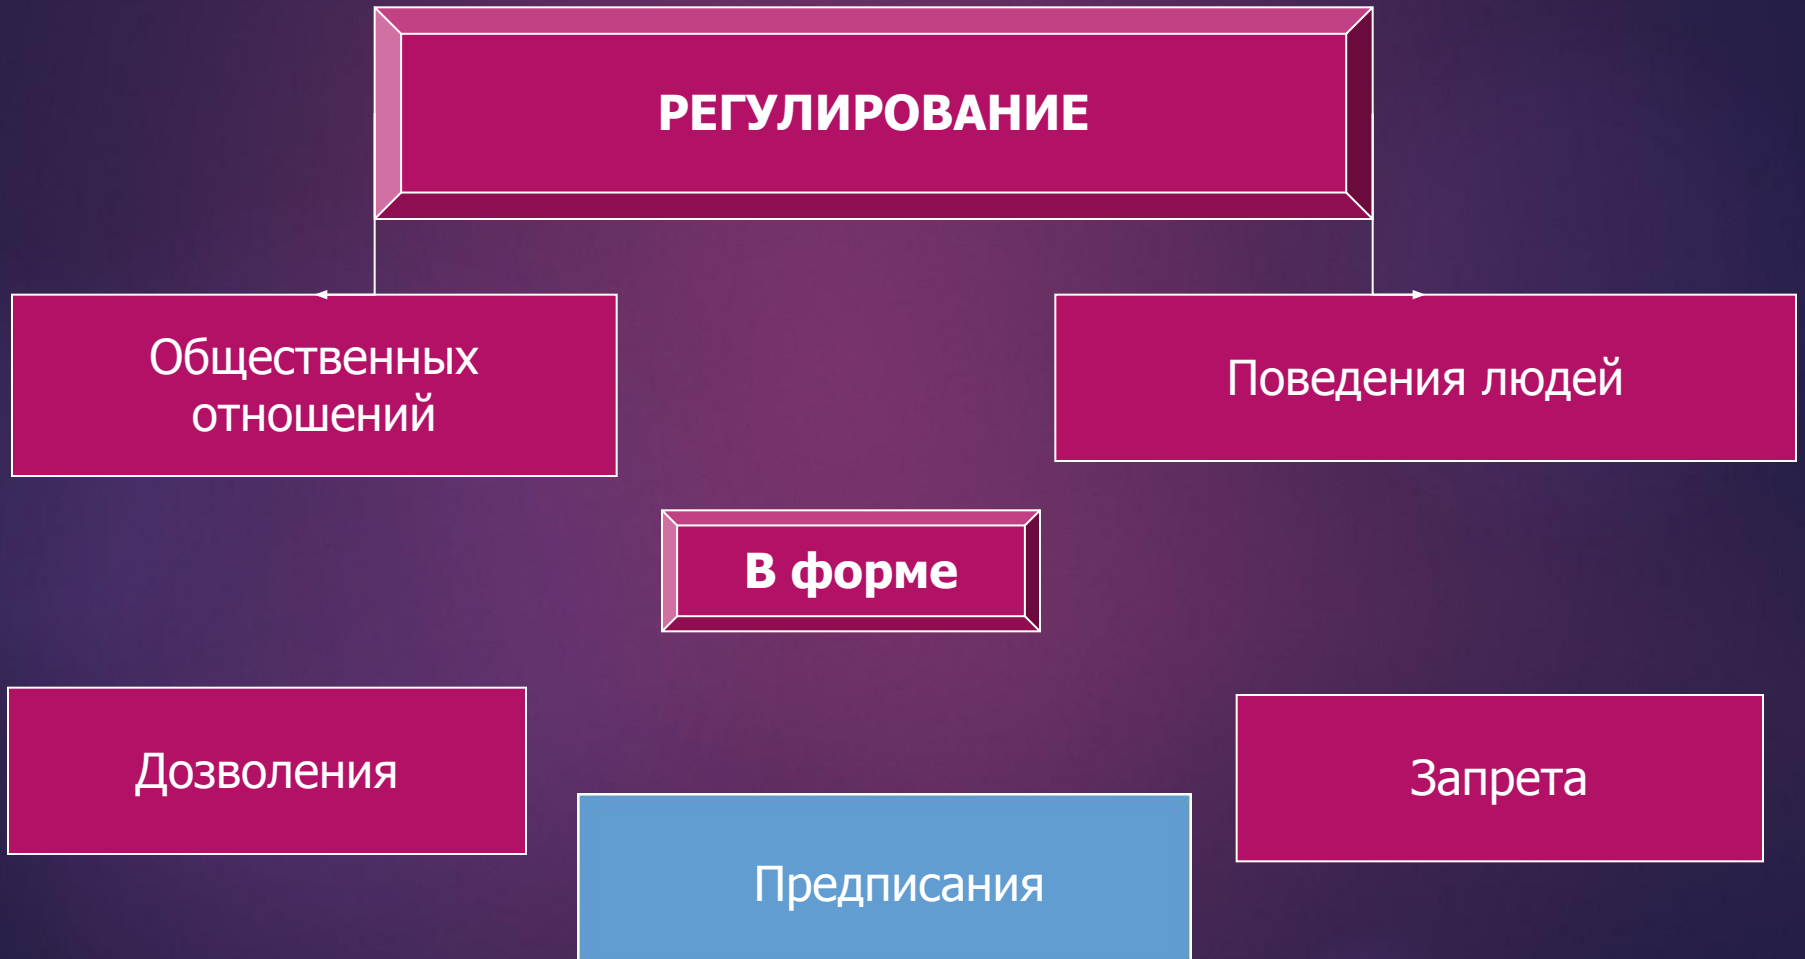 РЕГУЛИРОВАНИЕ
Общественных
отношений
Поведения людей
В форме
Дозволения
Запрета
Предписания